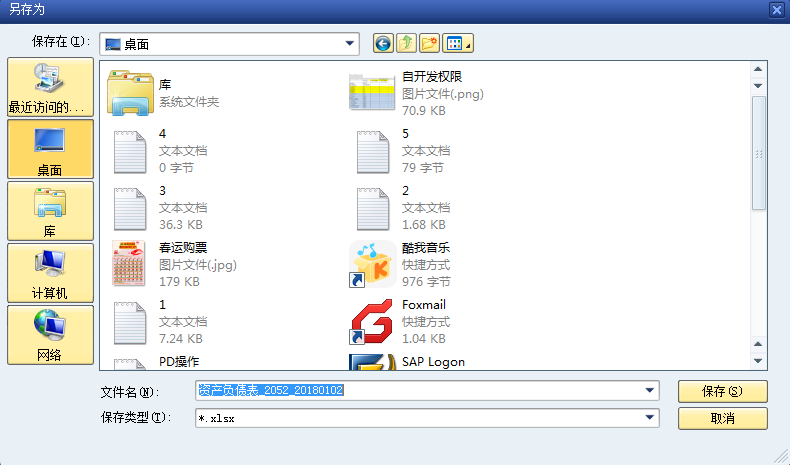 另存为
保存在(I):
桌面
最近访问的...
桌面
库
计算机
网络
库
系统文件夹
自开发权限
图片文件(.png)
70.9 KB
4
文本文档
0 字节
5
文本文档
79 字节
3
文本文档
36.3 KB
2
文本文档
1.68 KB
春运购票
图片文件(.jpg)
179 KB
酷我音乐
快捷方式
976 字节
1
文本文档
7.24 KB
Foxmail
快捷方式
1.04 KB
PD操作
SAP Logon
文件名(N):
资产负债表_2052_20180102
保存(S)
保存类型(T):
*.xlsx
取消